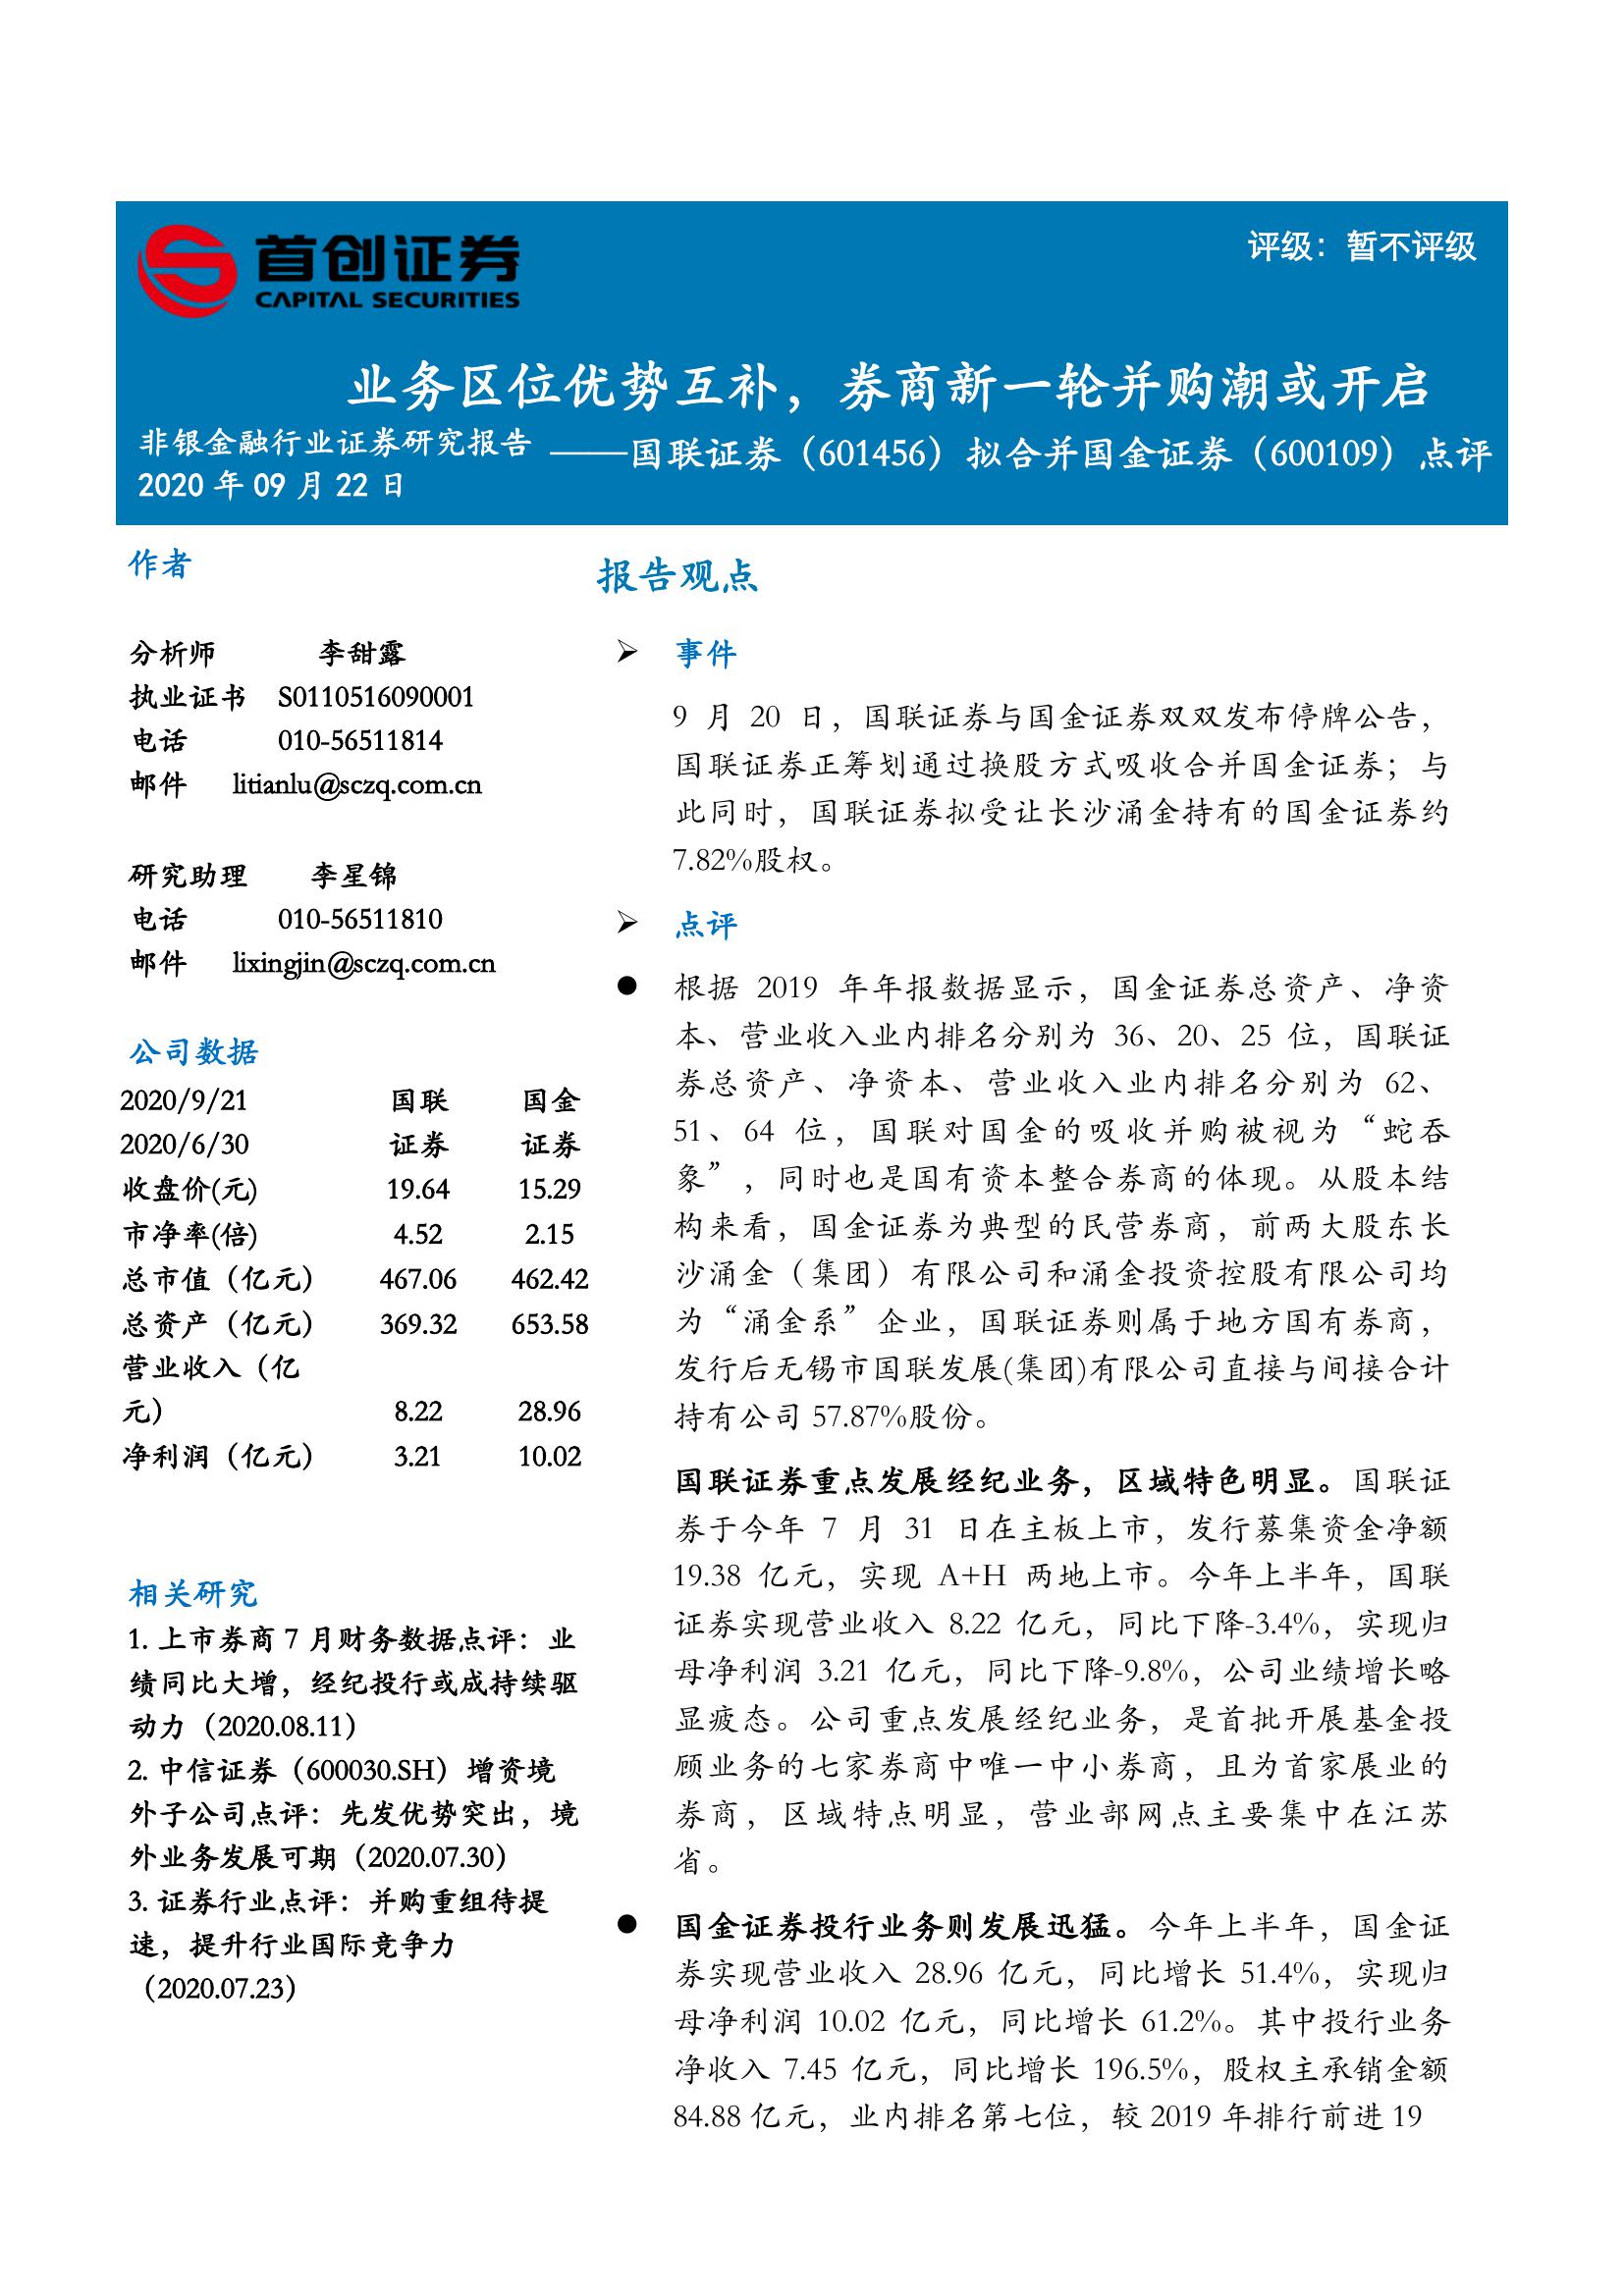 首创证券
CAPITAL SECURITIES
评级：暂不评级
业务区位优势互补，券商新一轮并购潮或开启
非银金融行业证券研究报告
——国联证券（601456）拟合并国金证券（600109）点评
2020 年 09 月 22 日
作者
分析师 李甜露
执业证书 S0110516090001
电话 010-56511814
邮件 litianlu@sczq.com.cn
研究助理 李星锦
电话 010-56511810
邮件 lixingjin@sczq.com.cn
公司数据
2020/9/21 国联 国金
2020/6/30 证券 证券
收盘价(元) 19.64 15.29
市净率(倍) 4.52 2.15
总市值（亿元） 467.06 462.42
总资产（亿元） 369.32 653.58
营业收入（亿
元） 8.22 28.96
净利润（亿元） 3.21 10.02
相关研究
1. 上市券商 7 月财务数据点评：业
绩同比大增，经纪投行或成持续驱
动力（2020.08.11）
2. 中信证券（600030.SH）增资境
外子公司点评：先发优势突出，境
外业务发展可期（2020.07.30）
3. 证券行业点评：并购重组待提
速，提升行业国际竞争力
（2020.07.23）
报告观点
➢ 事件
9 月 20 日，国联证券与国金证券双双发布停牌公告，
国联证券正筹划通过换股方式吸收合并国金证券；与
此同时，国联证券拟受让长沙涌金持有的国金证券约
7.82%股权。
➢ 点评
● 根据 2019 年年报数据显示，国金证券总资产、净资
本、营业收入业内排名分别为 36、20、25 位，国联证
券总资产、净资本、营业收入业内排名分别为 62、
51、64 位，国联对国金的吸收并购被视为“蛇吞
象”，同时也是国有资本整合券商的体现。从股本结
构来看，国金证券为典型的民营券商，前两大股东长
沙涌金（集团）有限公司和涌金投资控股有限公司均
为“涌金系”企业，国联证券则属于地方国有券商，
发行后无锡市国联发展(集团)有限公司直接与间接合计
持有公司 57.87%股份。
国联证券重点发展经纪业务，区域特色明显。国联证
券于今年 7 月 31 日在主板上市，发行募集资金净额
19.38 亿元，实现 A+H 两地上市。今年上半年，国联
证券实现营业收入 8.22 亿元，同比下降-3.4%，实现归
母净利润 3.21 亿元，同比下降-9.8%，公司业绩增长略
显疲态。公司重点发展经纪业务，是首批开展基金投
顾业务的七家券商中唯一中小券商，且为首家展业的
券商，区域特点明显，营业部网点主要集中在江苏
省。
● 国金证券投行业务则发展迅猛。今年上半年，国金证
券实现营业收入 28.96 亿元，同比增长 51.4%，实现归
母净利润 10.02 亿元，同比增长 61.2%。其中投行业务
净收入 7.45 亿元，同比增长 196.5%，股权主承销金额
84.88 亿元，业内排名第七位，较 2019 年排行前进 19